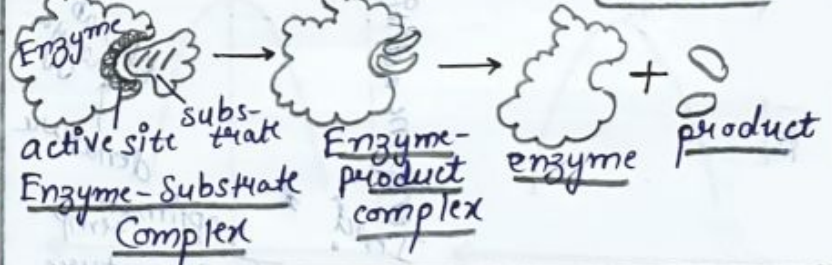 Enzyme
subs-
trate
active site
Enzyme-Substrate
Complex
Enzyme-
product
complex
+
enzyme
product